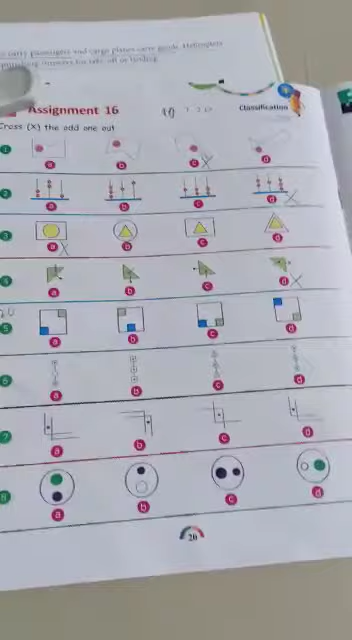 carry passengers and cargo planes carry goods. Helicopters
Assignment 16
Classification
Cross (X) the odd one out
1
a b c X d
2
a b c d X
3
a X b c d
4
a b c d X
5
a b c d
6
a b c d
7
a b c d
8
a b c d
20